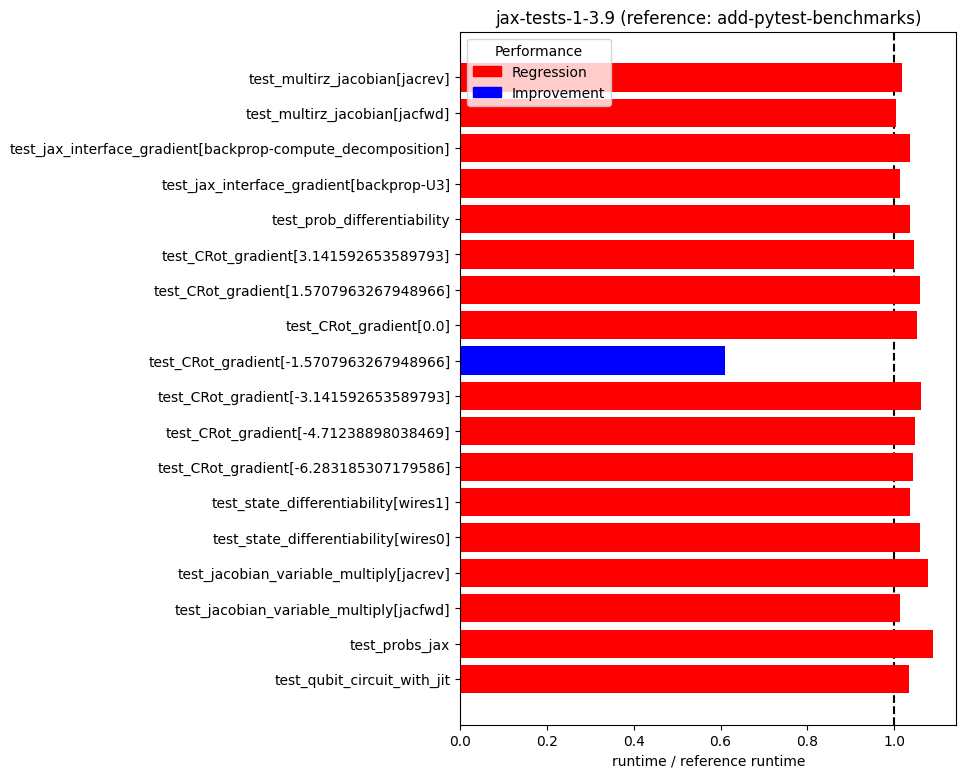 jax-tests-1-3.9 (reference: add-pytest-benchmarks)
Performance
Regression
Improvement
test_multirz_jacobian[jacrev]
test_multirz_jacobian[jacfwd]
test_jax_interface_gradient[backprop-compute_decomposition]
test_jax_interface_gradient[backprop-U3]
test_prob_differentiability
test_CRot_gradient[3.141592653589793]
test_CRot_gradient[1.5707963267948966]
test_CRot_gradient[0.0]
test_CRot_gradient[-1.5707963267948966]
test_CRot_gradient[-3.141592653589793]
test_CRot_gradient[-4.71238898038469]
test_CRot_gradient[-6.283185307179586]
test_state_differentiability[wires1]
test_state_differentiability[wires0]
test_jacobian_variable_multiply[jacrev]
test_jacobian_variable_multiply[jacfwd]
test_probs_jax
test_qubit_circuit_with_jit
0.0 0.2 0.4 0.6 0.8 1.0
runtime / reference runtime